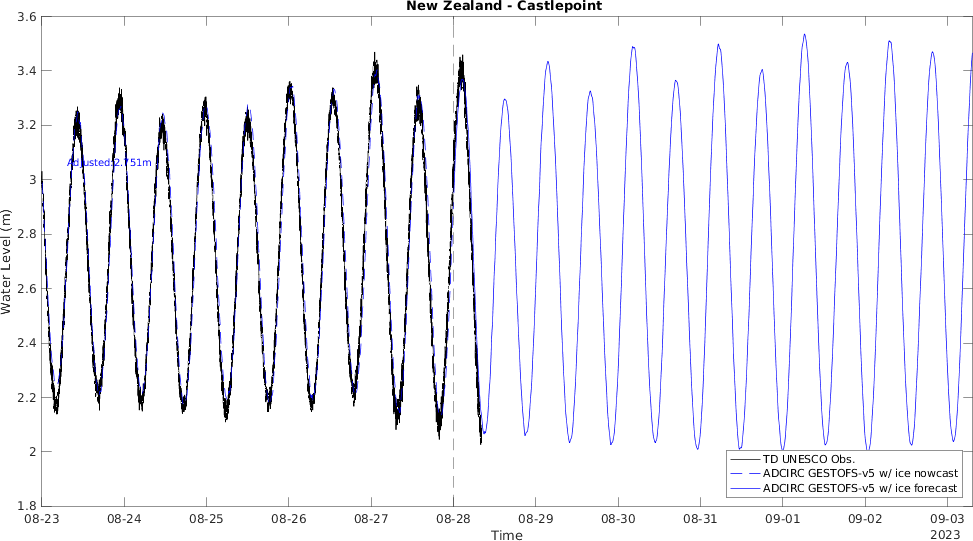 New Zealand - Castlepoint
Water Level (m)
3.6
3.4
3.2
3
2.8
2.6
2.4
2.2
2
1.8
Adjusted:2.751m
TD UNESCO Obs.
ADCIRC GESTOFS-v5 w/ ice nowcast
ADCIRC GESTOFS-v5 w/ ice forecast
08-23 08-24 08-25 08-26 08-27 08-28 08-29 08-30 08-31 09-01 09-02 09-03
Time
2023